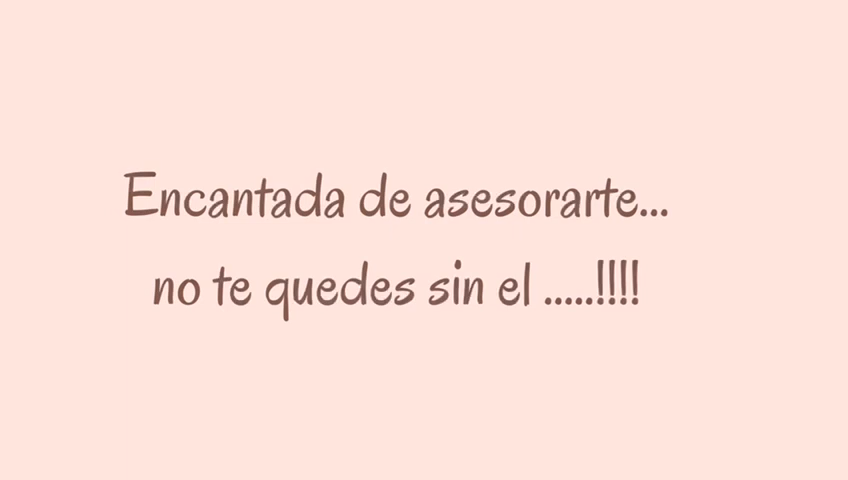 Encantada de asesorarte...
no te quedes sin el .....!!!!